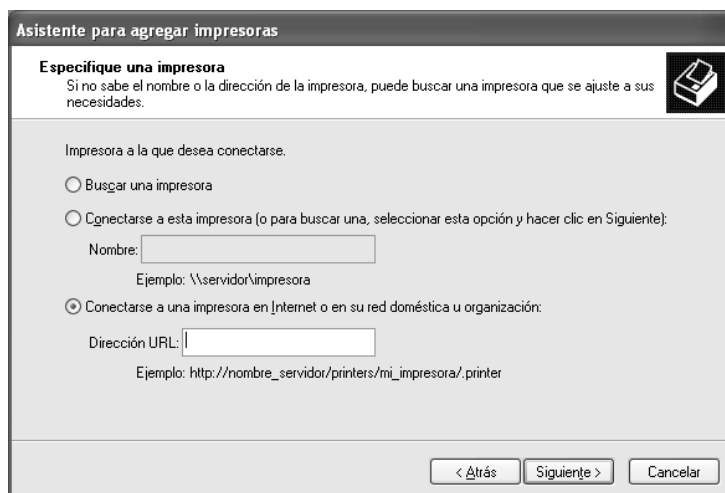 Asistente para agregar impresoras
Especifique una impresora
Si no sabe el nombre o la dirección de la impresora, puede buscar una impresora que se ajuste a sus
necesidades.
Impresora a la que desea conectarse.
Buscar una impresora
Conectarse a esta impresora (o para buscar una, seleccionar esta opción y hacer clic en Siguiente):
Nombre:
Ejemplo: \\servidor\impresora
Conectarse a una impresora en Internet o en su red doméstica u organización:
Dirección URL:
Ejemplo: http://nombre_servidor/printers/mi_impresora/.printer
< Atrás Siguiente > Cancelar